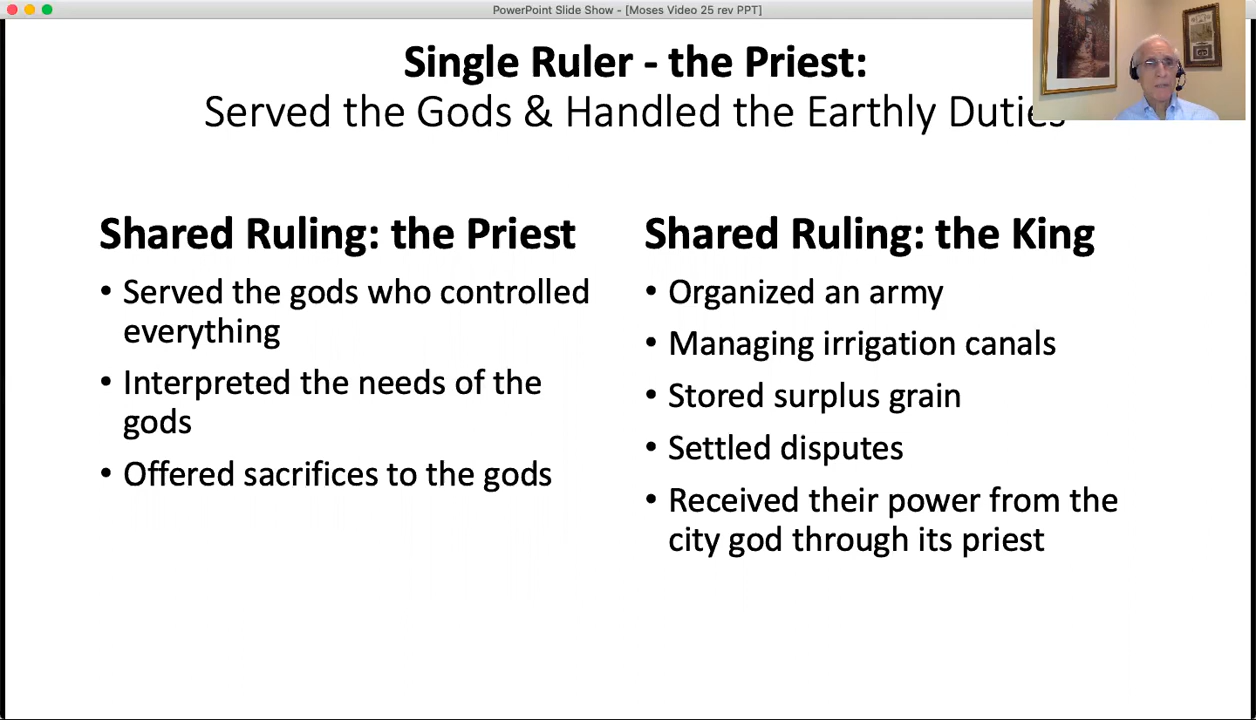 PowerPoint Slide Show - [Moses Video 25 rev PPT]
Single Ruler - the Priest:
Served the Gods & Handled the Earthly Duties
Shared Ruling: the Priest
• Served the gods who controlled
everything
• Interpreted the needs of the
gods
• Offered sacrifices to the gods
Shared Ruling: the King
• Organized an army
• Managing irrigation canals
• Stored surplus grain
• Settled disputes
• Received their power from the
city god through its priest